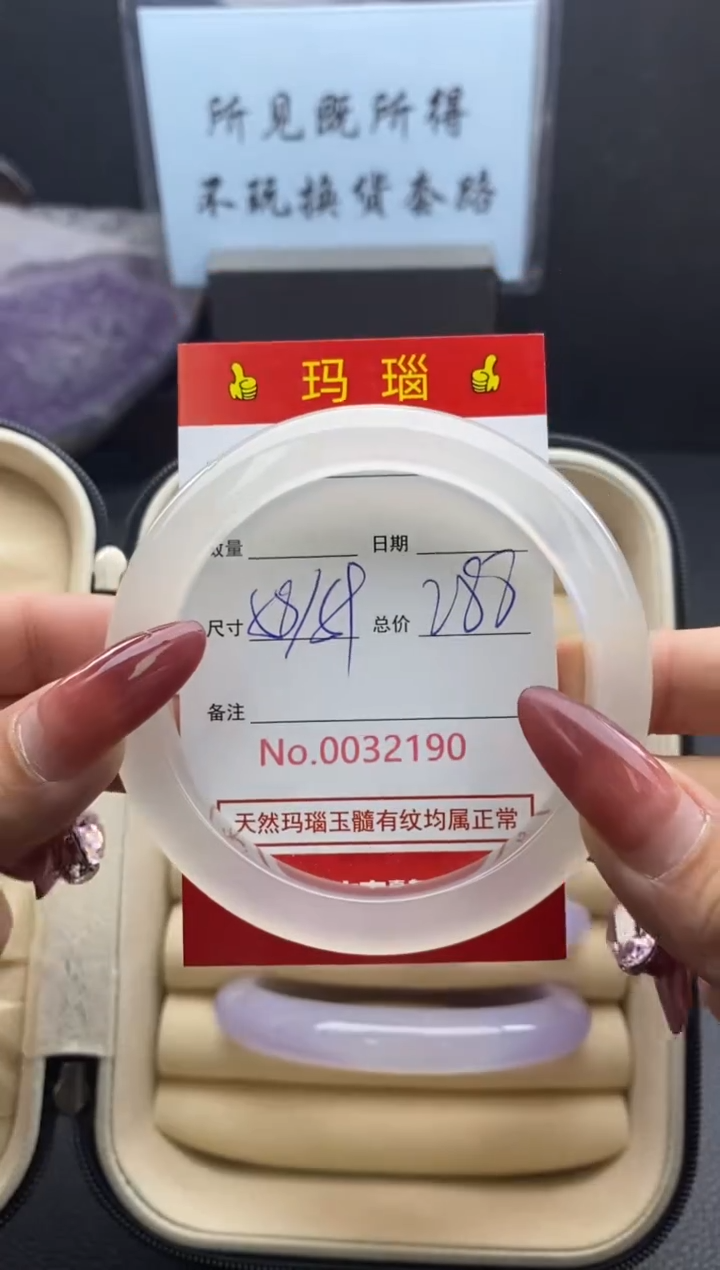 所见既所得
不玩换货套路
玛瑙
数量 日期
尺寸 58/59 总价 288
备注
No.0032190
天然玛瑙玉髓有纹均属正常